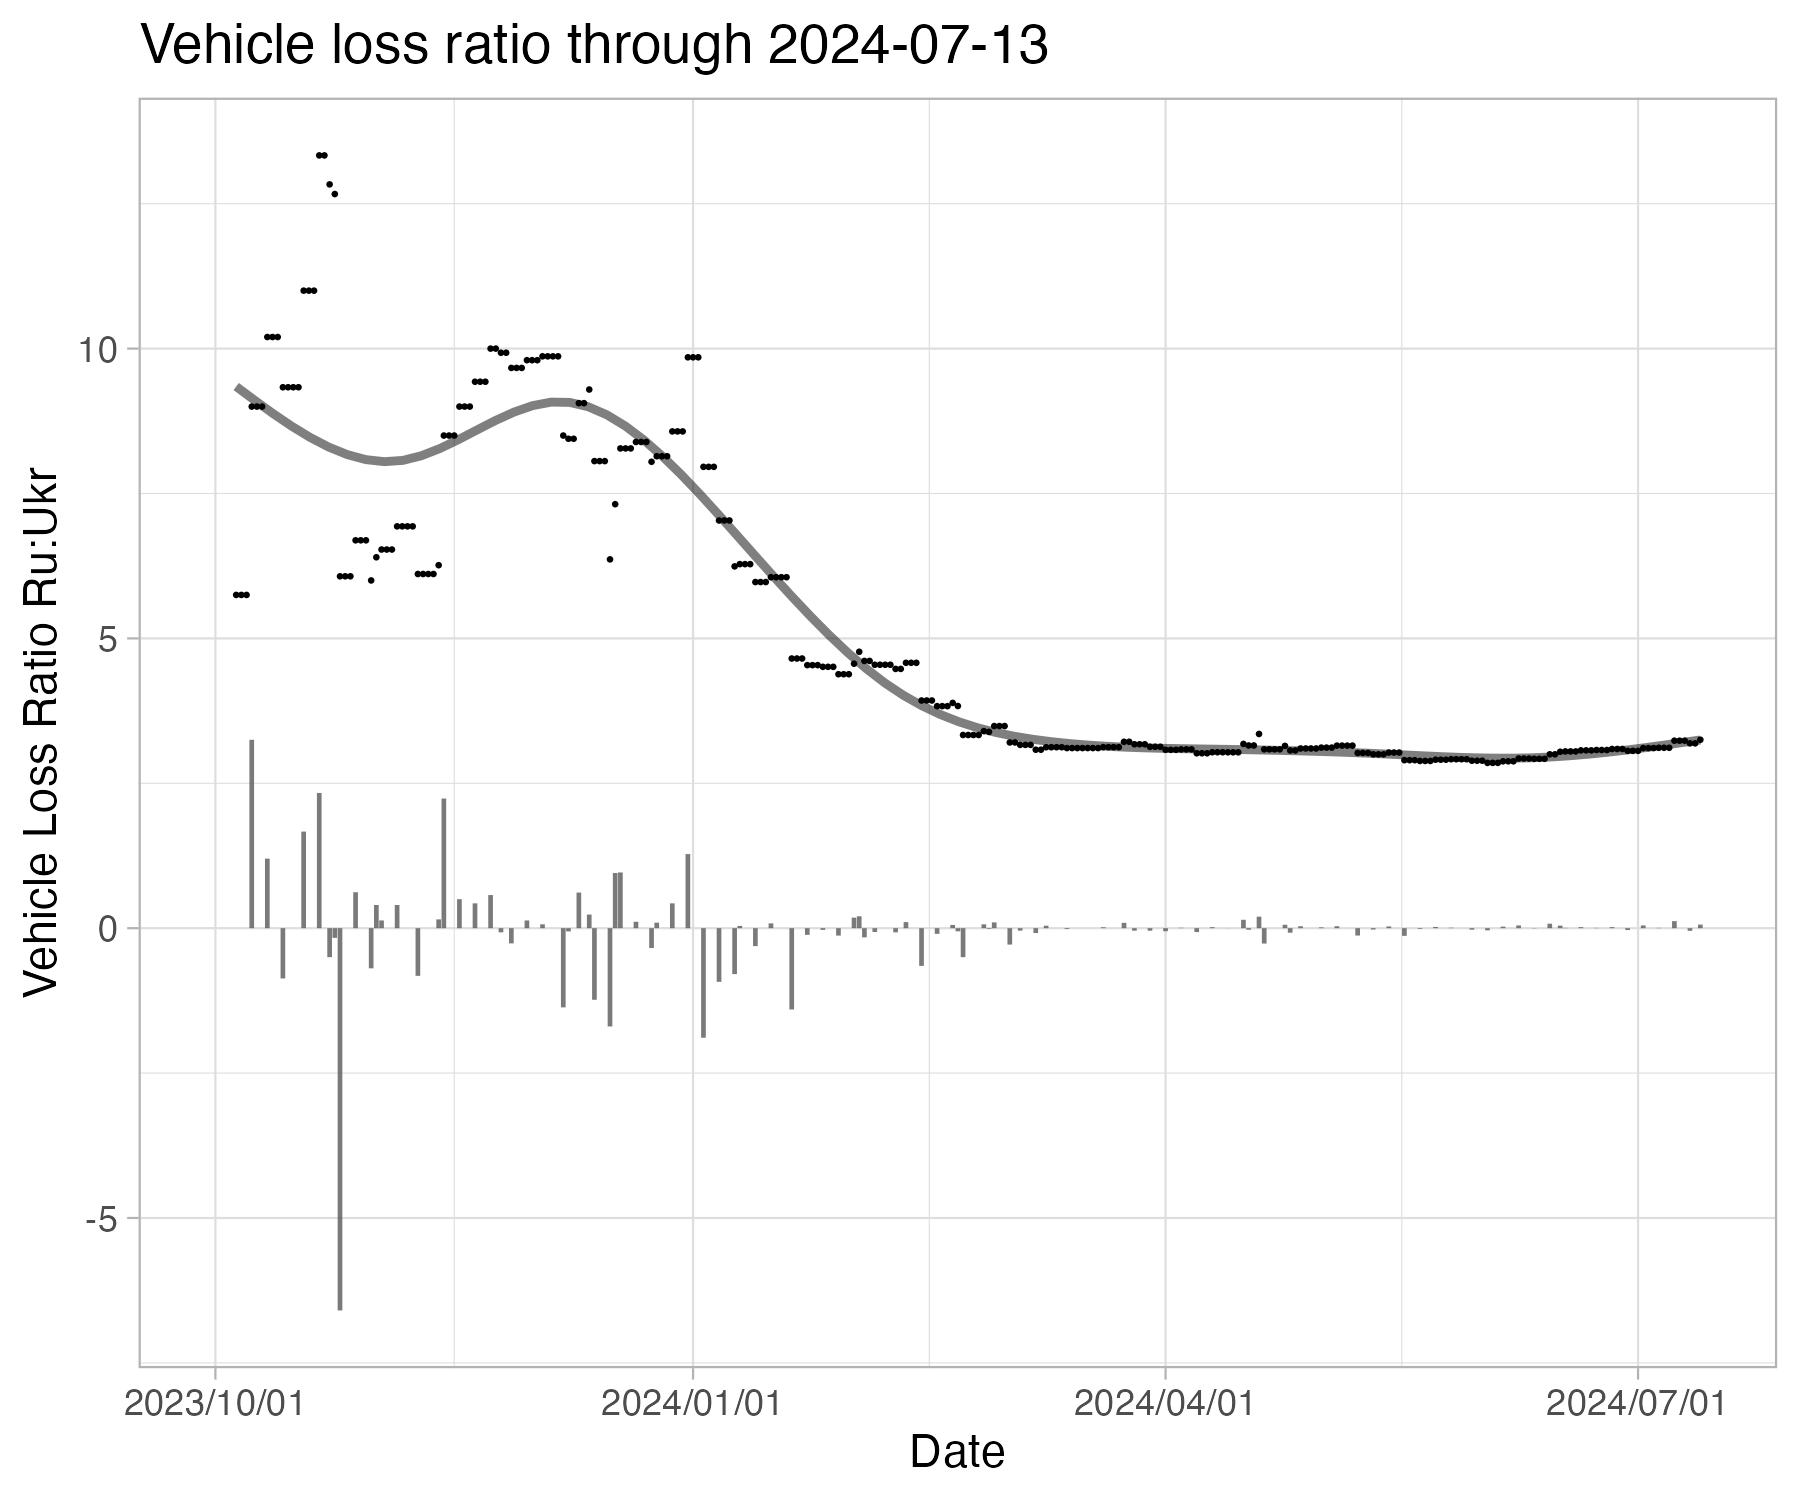 Vehicle loss ratio through 2024-07-13
Vehicle Loss Ratio Ru:Ukr
10
5
0
-5
2023/10/01
2024/01/01
2024/04/01
2024/07/01
Date